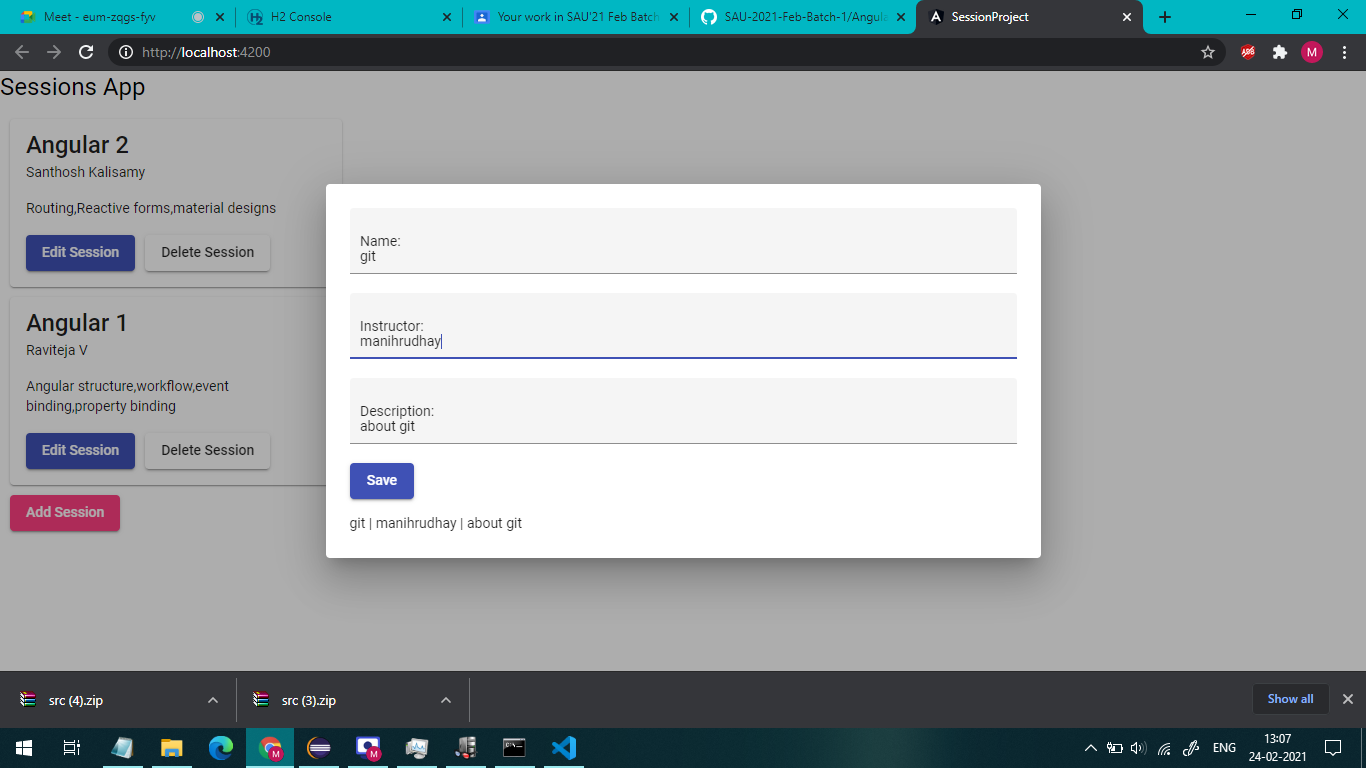 Meet - eum-zqgs-fyv
H2 Console
Your work in SAU'21 Feb Batch
SAU-2021-Feb-Batch-1/Angula
SessionProject
http://localhost:4200
M
Sessions App
Angular 2
Santhosh Kalisamy
Routing,Reactive forms,material designs
Edit Session
Delete Session
Angular 1
Raviteja V
Angular structure,workflow,event
binding,property binding
Edit Session
Delete Session
Add Session
Name:
git
Instructor:
manihrudhay
Description:
about git
Save
git | manihrudhay | about git
src (4).zip
src (3).zip
Show all
ENG
13:07
24-02-2021